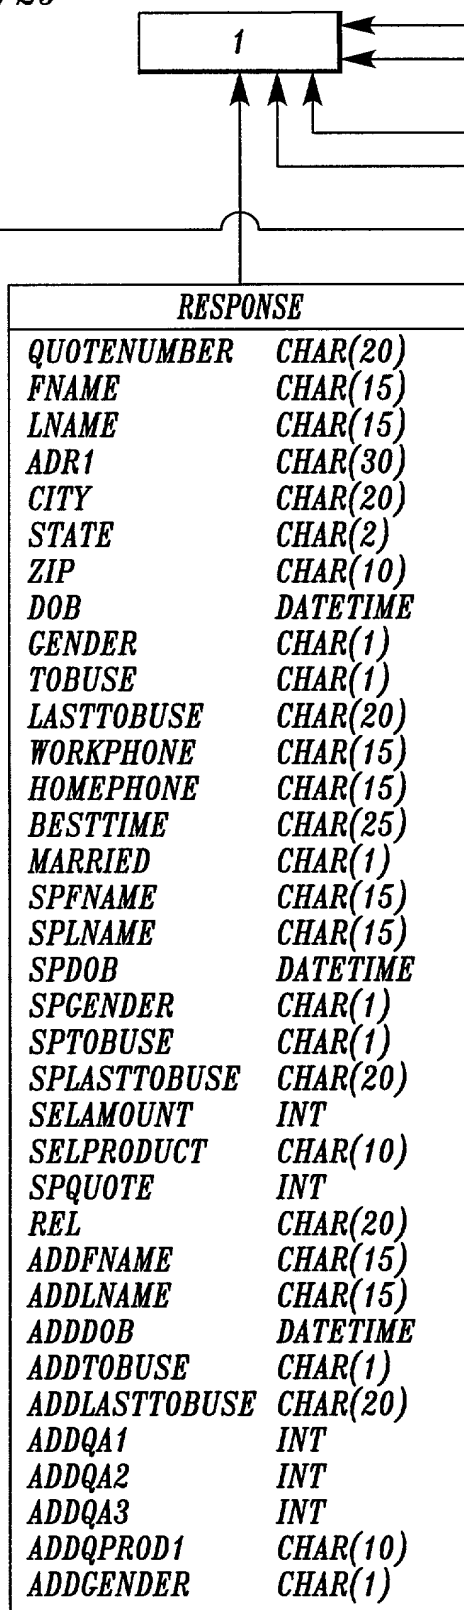 1
RESPONSE
QUOTENUMBER CHAR(20)
FNAME CHAR(15)
LNAME CHAR(15)
ADR1 CHAR(30)
CITY CHAR(20)
STATE CHAR(2)
ZIP CHAR(10)
DOB DATETIME
GENDER CHAR(1)
TOBUSE CHAR(1)
LASTTOBUSE CHAR(20)
WORKPHONE CHAR(15)
HOMEPHONE CHAR(15)
BESTTIME CHAR(25)
MARRIED CHAR(1)
SPFNAME CHAR(15)
SPLNAME CHAR(15)
SPDOB DATETIME
SPGENDER CHAR(1)
SPTOBUSE CHAR(1)
SPLASTTOBUSE CHAR(20)
SELAMOUNT INT
SELPRODUCT CHAR(10)
SPQUOTE INT
REL CHAR(20)
ADDFNAME CHAR(15)
ADDLNAME CHAR(15)
ADDDOB DATETIME
ADDTOBUSE CHAR(1)
ADDLASTTOBUSE CHAR(20)
ADDQA1 INT
ADDQA2 INT
ADDQA3 INT
ADDQPROD1 CHAR(10)
ADDGENDER CHAR(1)